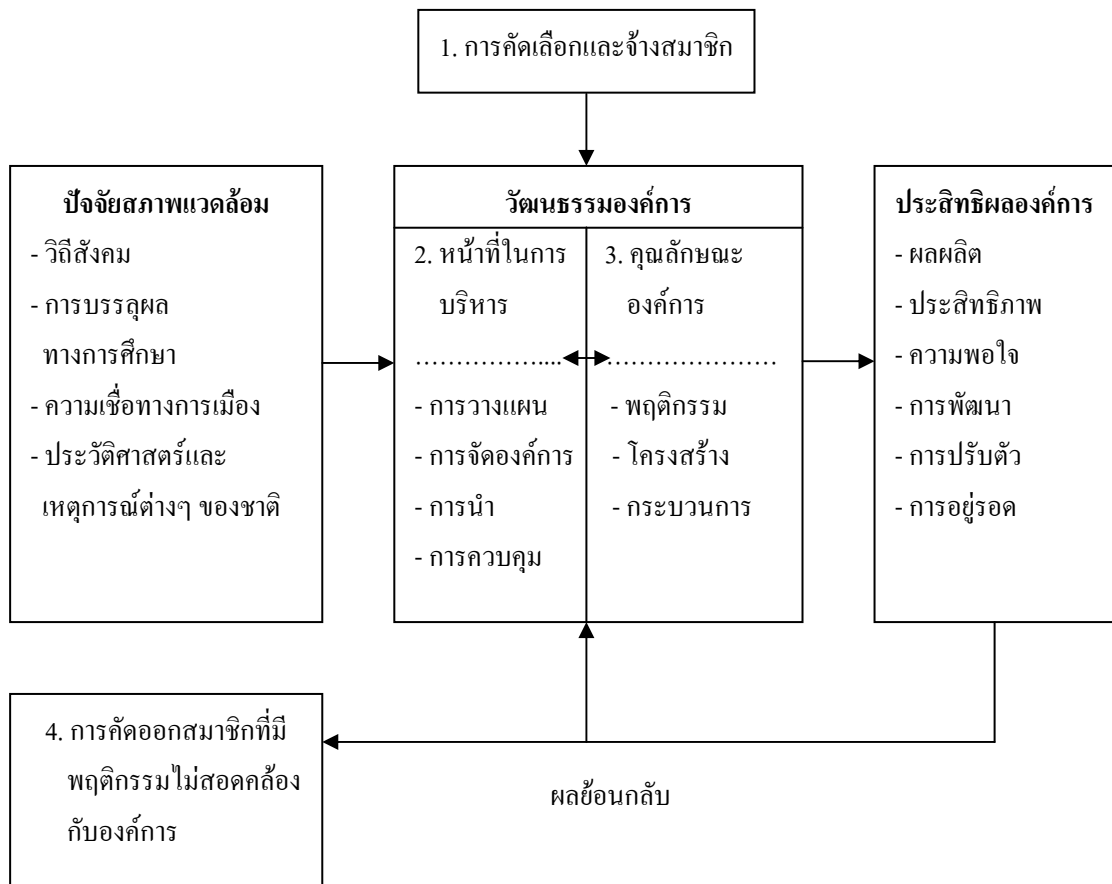 1. การคัดเลือกและจ้างสมาชิก
ปัจจัยสภาพแวดล้อม
- วิถีสังคม
- การบรรลุผล
ทางการศึกษา
- ความเชื่อทางการเมือง
- ประวัติศาสตร์และ
เหตุการณ์ต่างๆ ของชาติ
วัฒนธรรมองค์การ
2. หน้าที่ในการ
บริหาร
………………...
- การวางแผน
- การจัดองค์การ
- การนำ
- การควบคุม
3. คุณลักษณะ
องค์การ
…………………
- พฤติกรรม
- โครงสร้าง
- กระบวนการ
ประสิทธิผลองค์การ
- ผลผลิต
- ประสิทธิภาพ
- ความพอใจ
- การพัฒนา
- การปรับตัว
- การอยู่รอด
4. การคัดออกสมาชิกที่มี
พฤติกรรมไม่สอดคล้อง
กับองค์การ
ผลย้อนกลับ